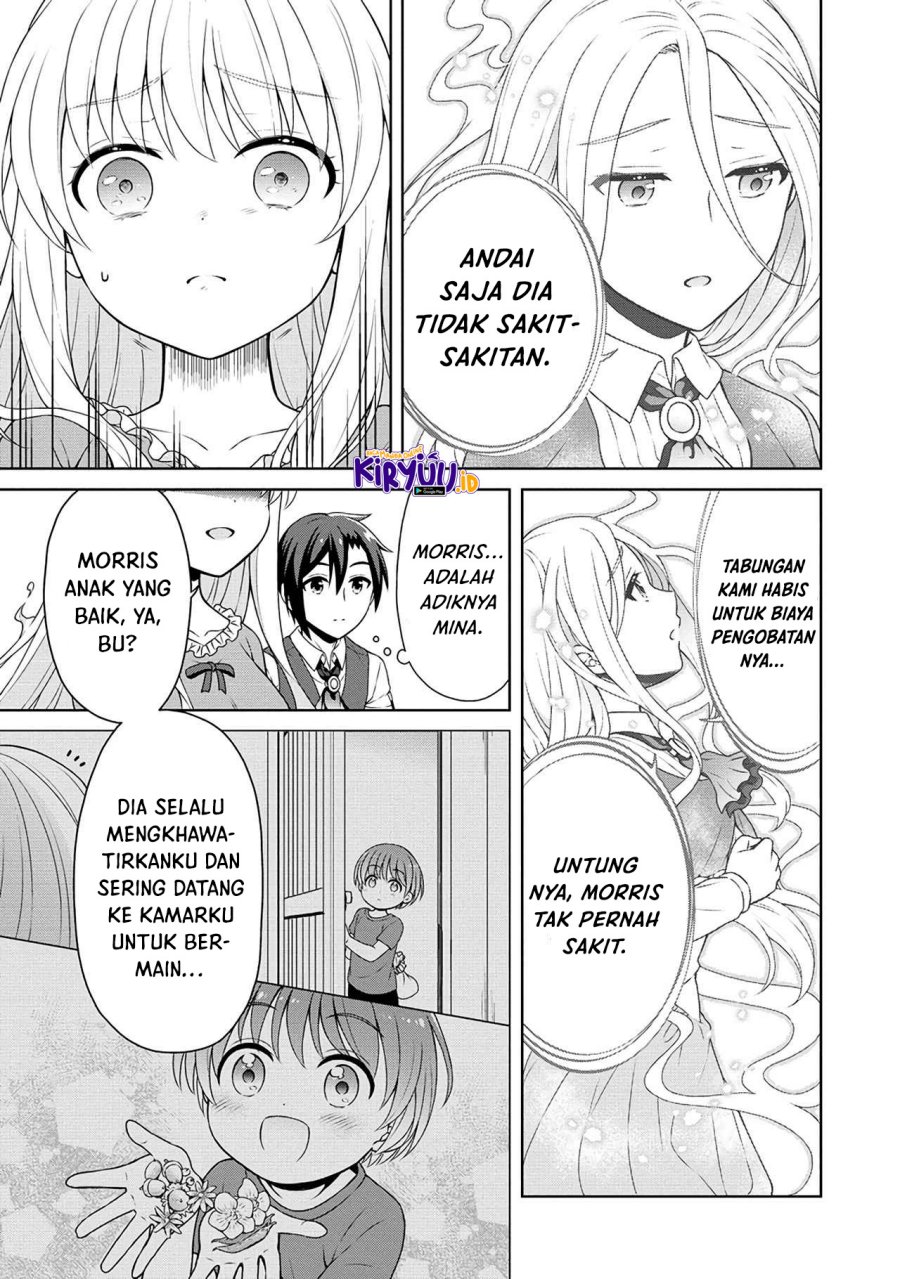 ANDAI
SAJA DIA
TIDAK SAKIT-
SAKITAN.
TABUNGAN
KAMI HABIS
UNTUK BIAYA
PENGOBATAN
NYA...
UNTUNG
NYA, MORRIS
TAK PERNAH
SAKIT.
MORRIS...
ADALAH
ADIKNYA
MINA.
MORRIS
ANAK YANG
BAIK, YA,
BU?
DIA SELALU
MENGKHAWA-
TIRKANKU DAN
SERING DATANG
KE KAMARKU
UNTUK BER-
MAIN...
KIRYUU.ID